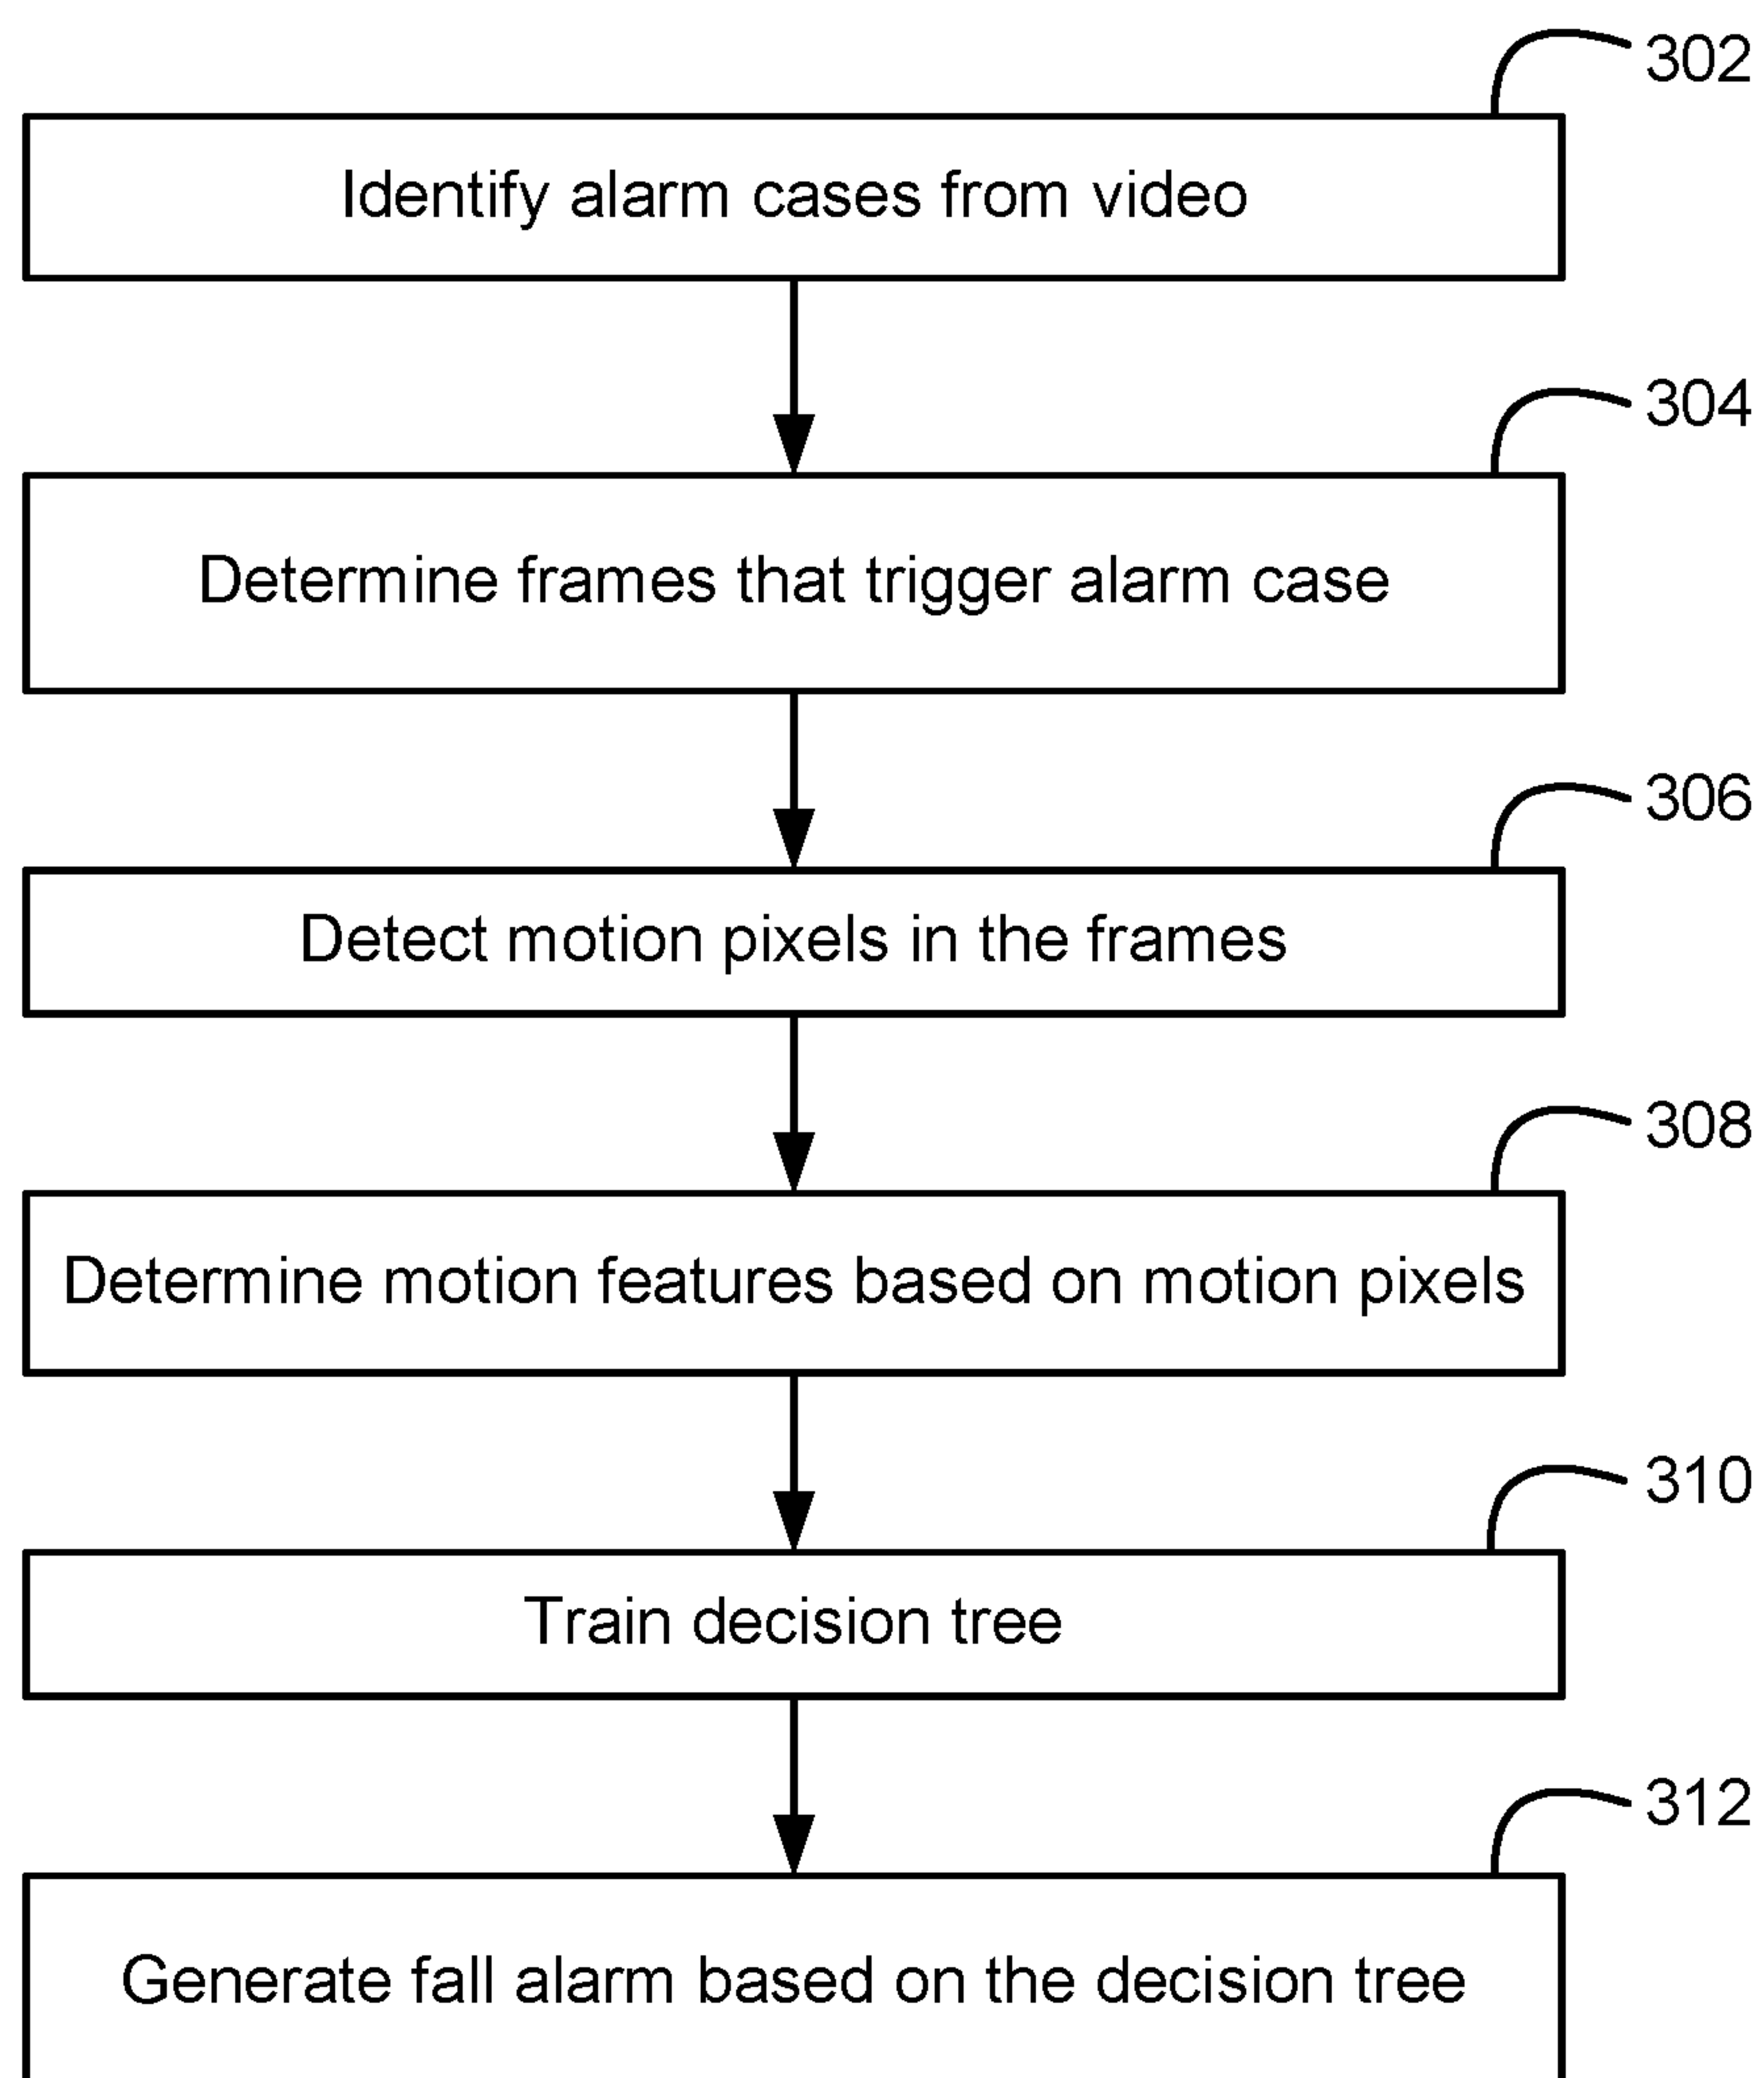 302
Identify alarm cases from video
304
Determine frames that trigger alarm case
306
Detect motion pixels in the frames
308
Determine motion features based on motion pixels
310
Train decision tree
312
Generate fall alarm based on the decision tree